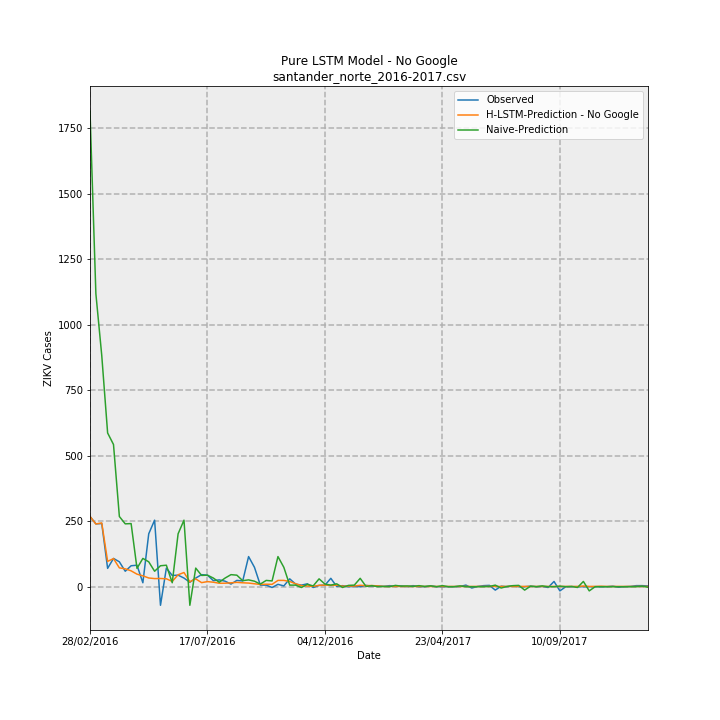 Pure LSTM Model - No Google
santander_norte_2016-2017.csv
Observed
H-LSTM-Prediction - No Google
Naive-Prediction
ZIKV Cases
1750
1500
1250
1000
750
500
250
0
28/02/2016
17/07/2016
04/12/2016
23/04/2017
10/09/2017
Date